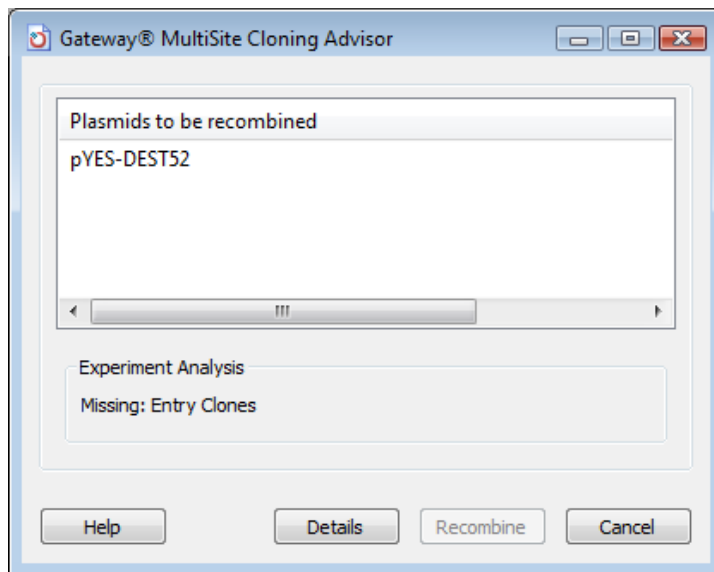 Gateway® MultiSite Cloning Advisor
Plasmids to be recombined
pYES-DEST52
Experiment Analysis
Missing: Entry Clones
Help
Details
Recombine
Cancel